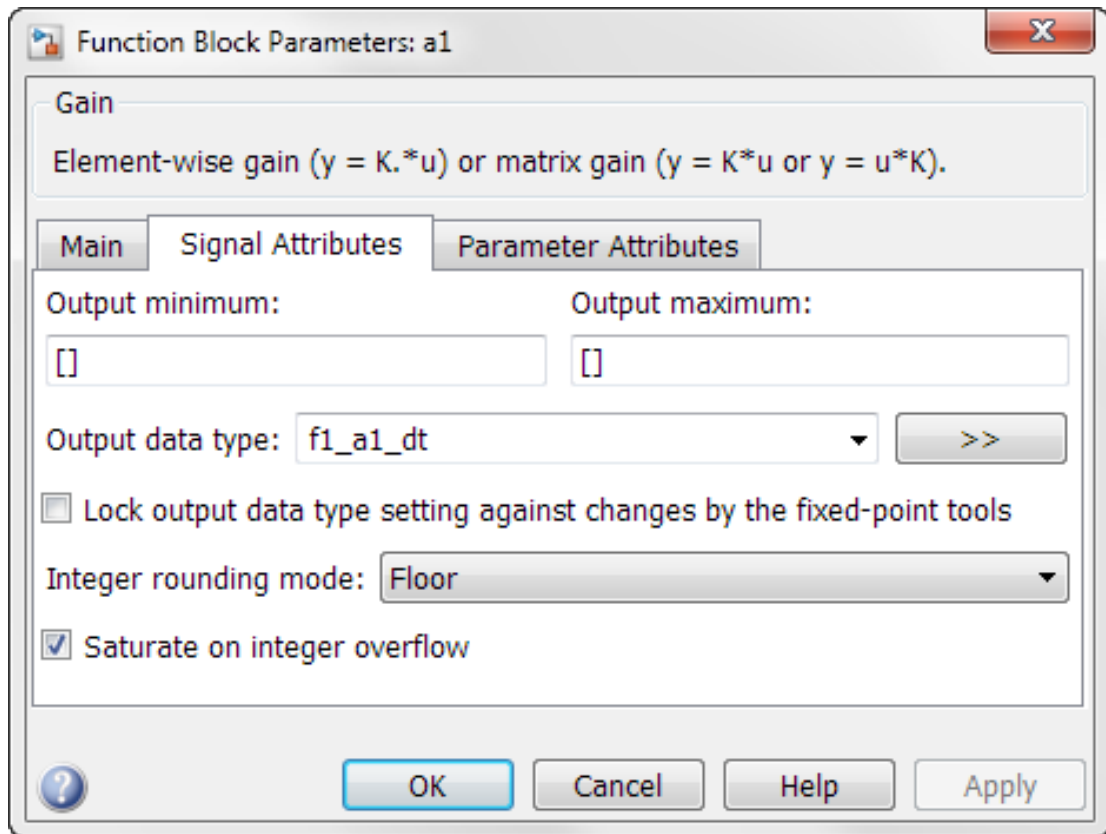 Function Block Parameters: a1
X
Gain
Element-wise gain (y = K.*u) or matrix gain (y = K*u or y = u*K).
Main Signal Attributes Parameter Attributes
Output minimum: Output maximum:
[] []
Output data type: f1_a1_dt >>
Lock output data type setting against changes by the fixed-point tools
Integer rounding mode: Floor
Saturate on integer overflow
? OK Cancel Help Apply